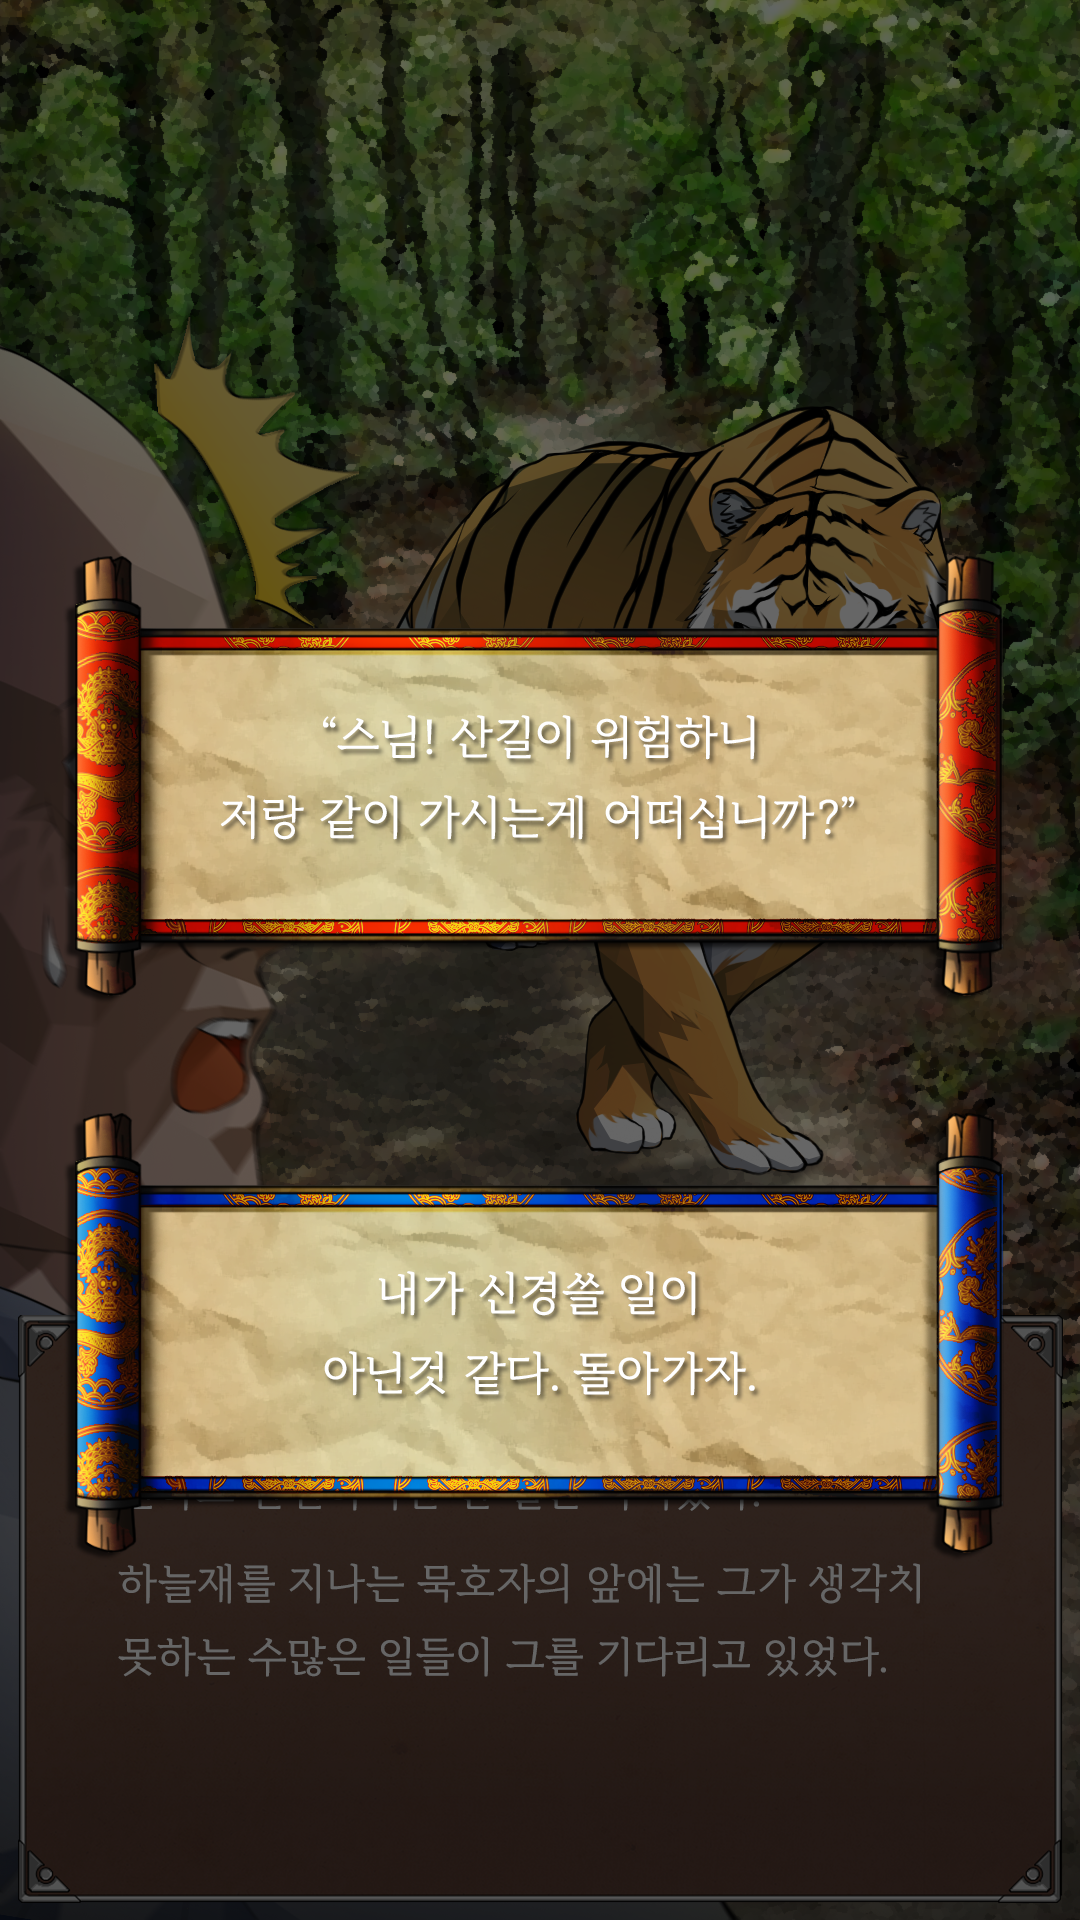 “스님! 산길이 위험하니
저랑 같이 가시는게 어떠십니까?”
내가 신경쓸 일이
아닌것 같다. 돌아가자.
하늘재를 지나는 묵호자의 앞에는 그가 생각치
못하는 수많은 일들이 그를 기다리고 있었다.